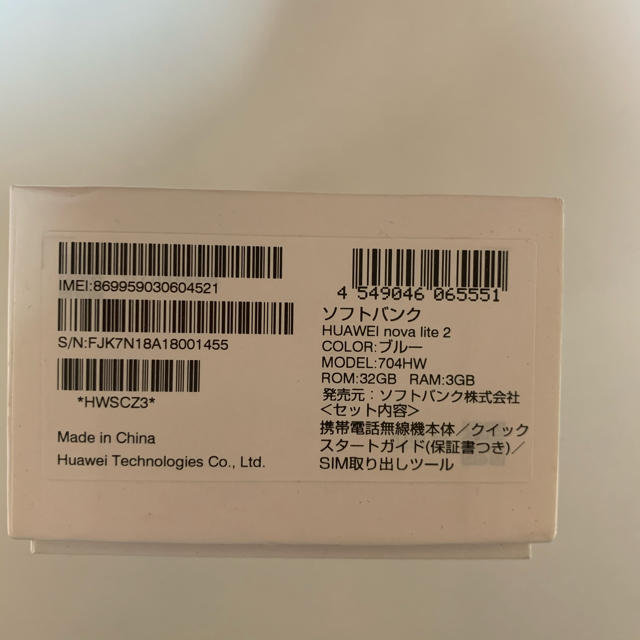 IMEI:869959030604521
S/N:FJK7N18A18001455
*HWSCZ3*
Made in China
Huawei Technologies Co., Ltd.
4 549046 065551
ソフトバンク
HUAWEI nova lite 2
COLOR:ブルー
MODEL:704HW
ROM:32GB RAM:3GB
発売元：ソフトバンク株式会社
＜セット内容＞
携帯電話無線機本体／クイック
スタートガイド(保証書つき)／
SIM取り出しツール